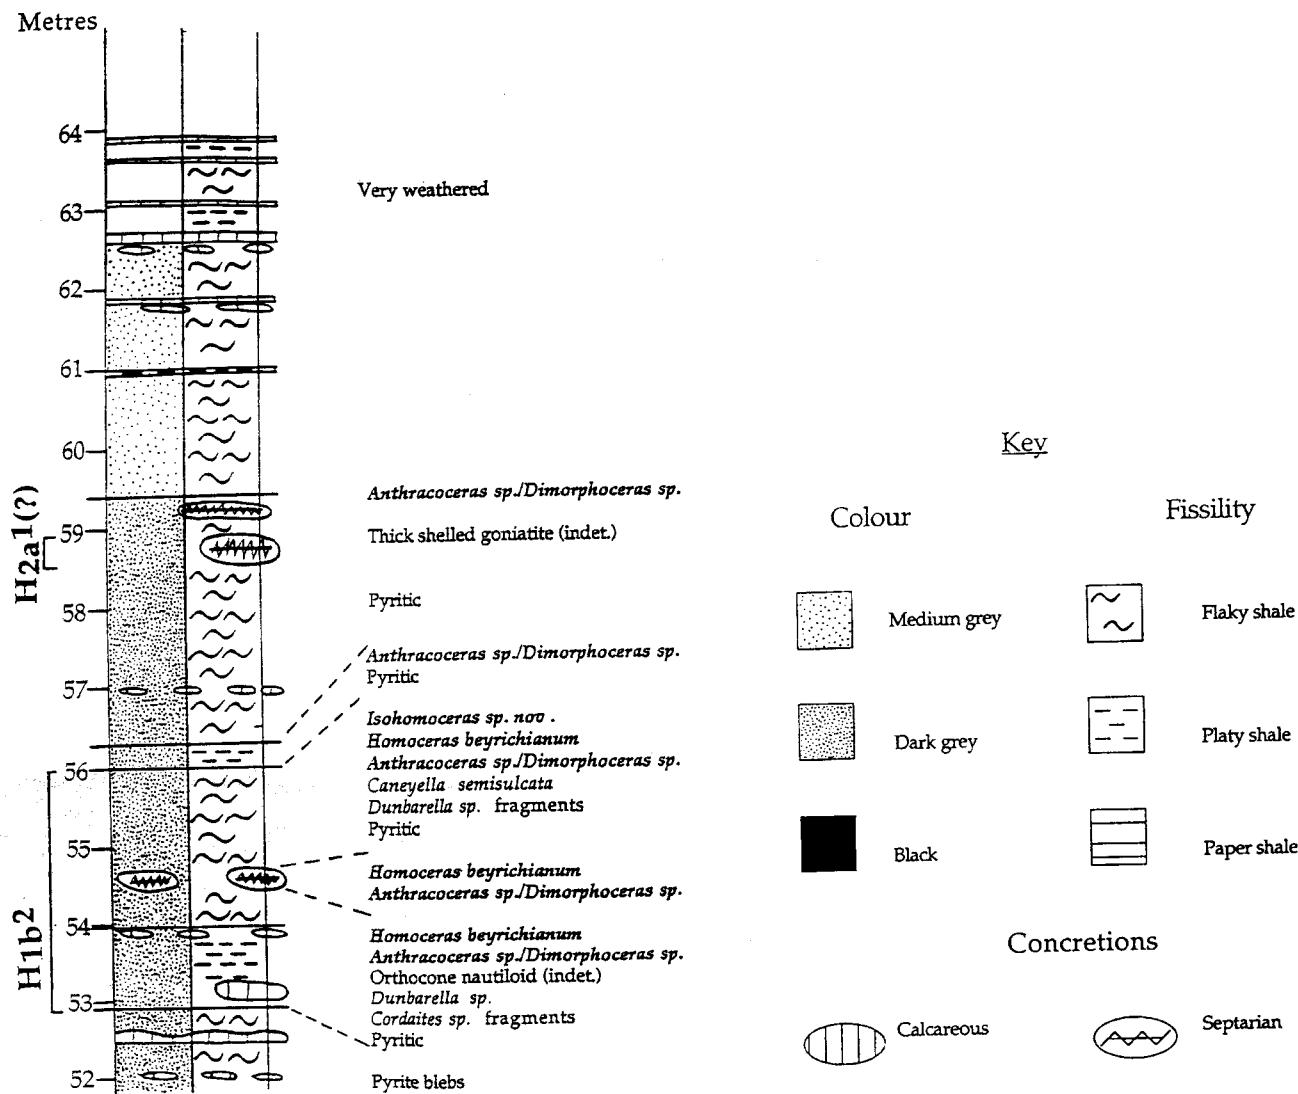 Metres
64
63
62
61
60
59
58
57
56
55
54
53
52
H2a1(?)
H1b2
Very weathered
Anthracoceras sp./Dimorphoceras sp.
Thick shelled goniatite (indet.)
Pyritic
Anthracoceras sp./Dimorphoceras sp.
Pyritic
Isohomoceras sp. nov .
Homoceras beyrichianum
Anthracoceras sp./Dimorphoceras sp.
Caneyella semisulcata
Dunbarella sp. fragments
Pyritic
Homoceras beyrichianum
Anthracoceras sp./Dimorphoceras sp.
Homoceras beyrichianum
Anthracoceras sp./Dimorphoceras sp.
Orthocone nautiloid (indet.)
Dunbarella sp.
Cordaites sp. fragments
Pyritic
Pyrite blebs
Key
Colour
Medium grey
Dark grey
Black
Fissility
Flaky shale
Platy shale
Paper shale
Concretions
Calcareous
Septarian